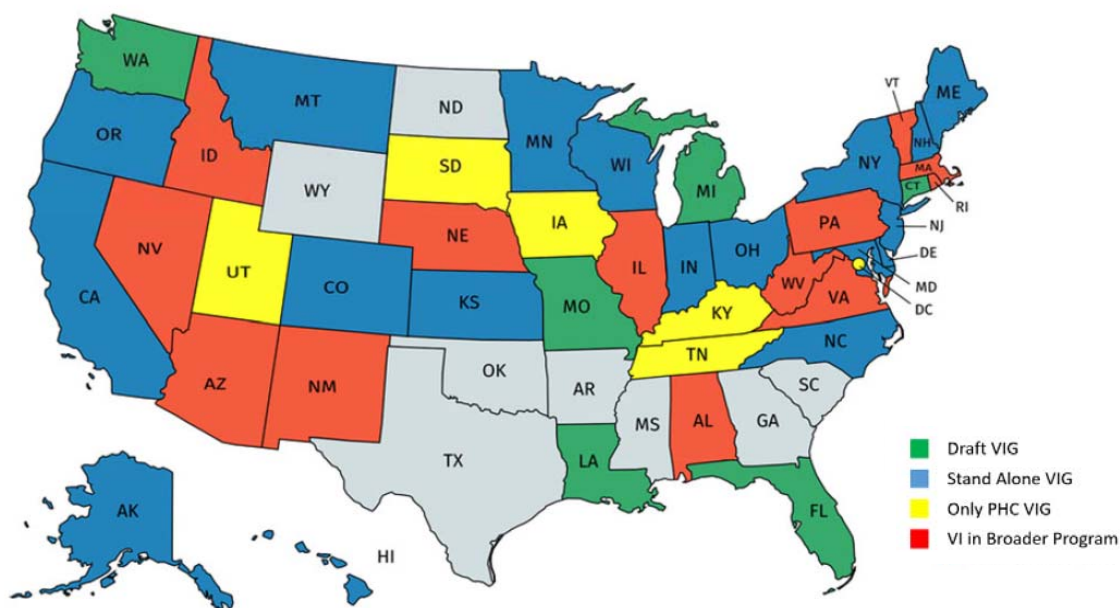 WA
MT
ND
MN
VT
ME
OR
ID
SD
WI
NY
NH
MA
WY
MI
CT
RI
IA
PA
NJ
NV
NE
IL
IN
OH
DE
UT
CO
MD
CA
KS
MO
WV
VA
DC
KY
NC
TN
AZ
NM
OK
AR
SC
MS
AL
GA
TX
LA
FL
AK
HI
Draft VIG
Stand Alone VIG
Only PHC VIG
VI in Broader Program